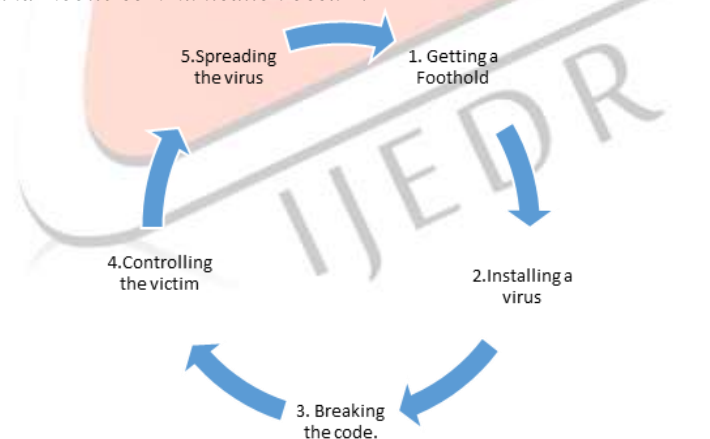 1. Getting a
Foothold
2.Installing a
virus
3. Breaking
the code.
4.Controlling
the victim
5.Spreading
the virus
IJEDR